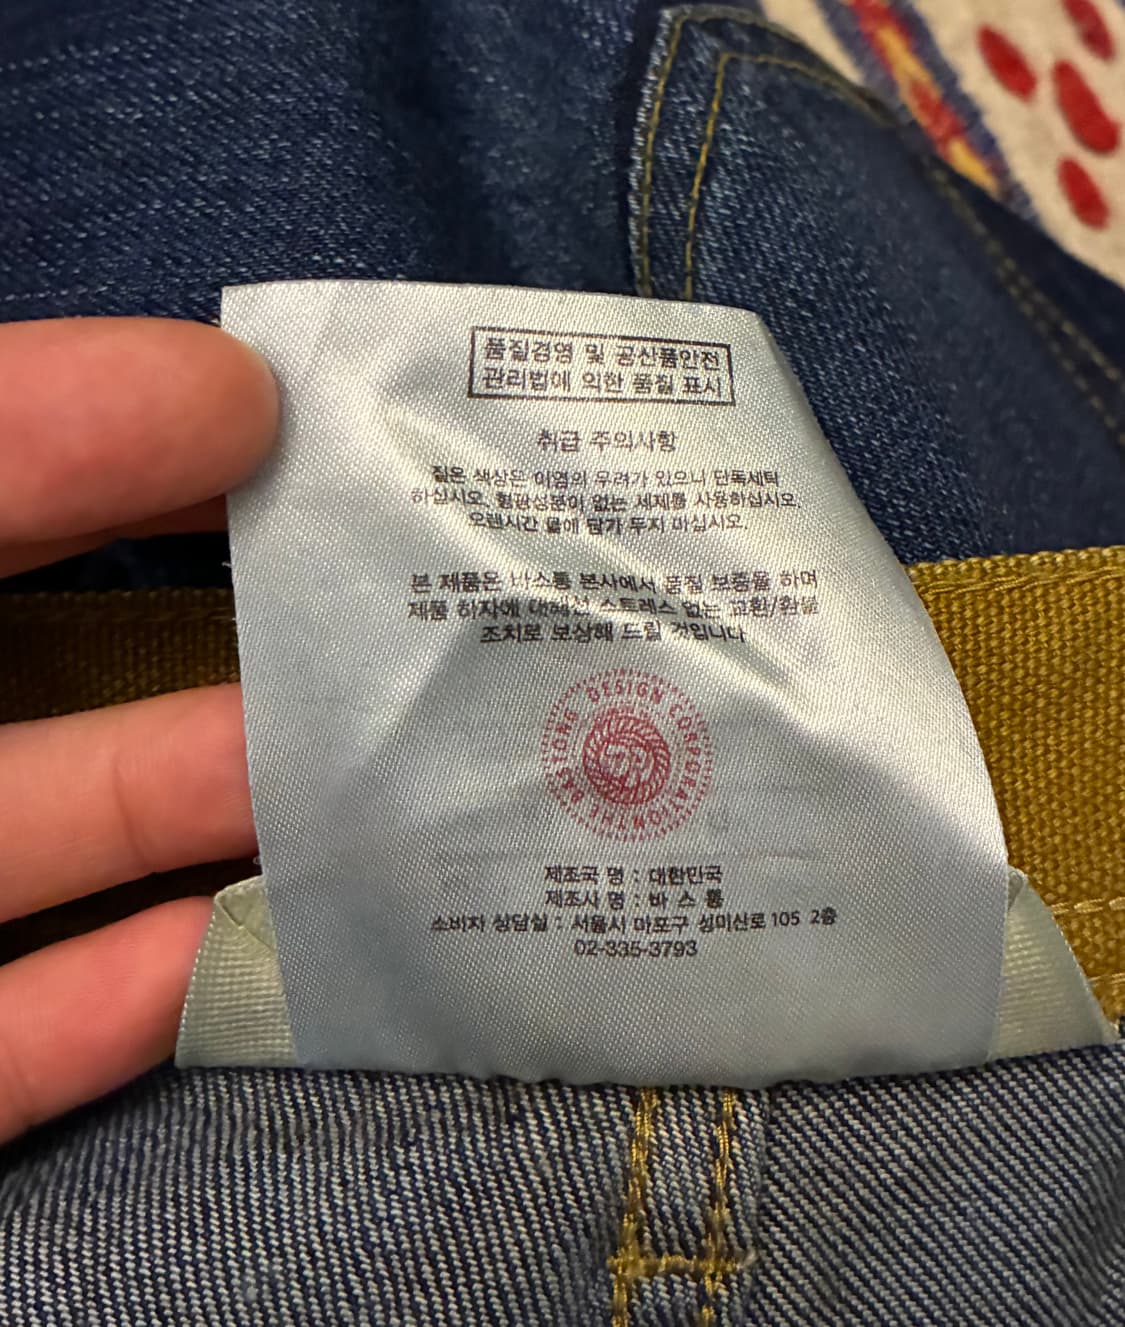 품질경영 및 공산품안전
관리법에 의한 품질 표시
취급 주의사항
짙은 색상은 이염의 우려가 있으니 단독세탁
하십시오. 형광성분이 없는 세제를 사용하십시오.
오랜시간 물에 담가 두지 마십시오.
본 제품은 바스통 본사에서 품질 보증을 하며
제품 하자에 대해선 스트레스 없는 교환/환불
조치로 보상해 드릴 것입니다
THE BASTONG DESIGN CORPORATION
제조국 명 : 대한민국
제조사 명 : 바 스 통
소비자 상담실 : 서울시 마포구 성미산로 105 2층
02-335-3793